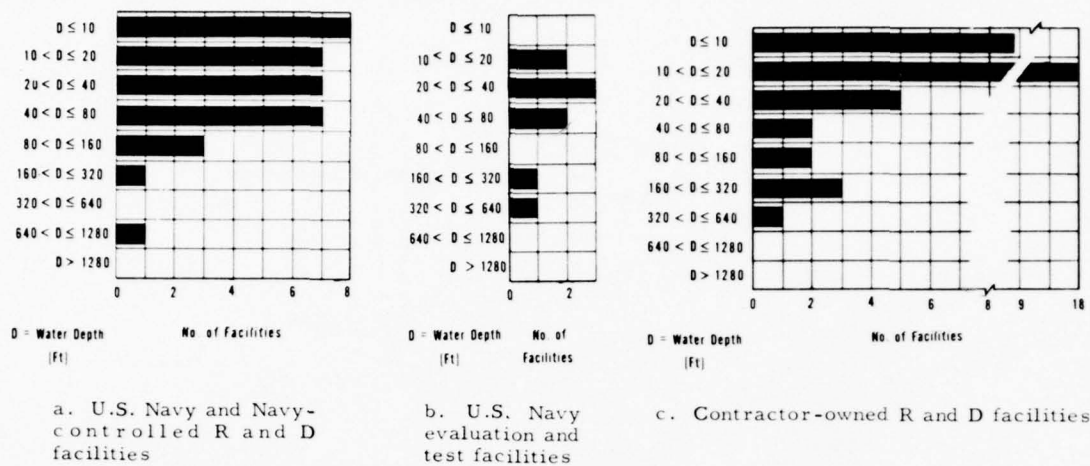 D ≤ 10
10 < D ≤ 20
20 < D ≤ 40
40 < D ≤ 80
80 < D ≤ 160
160 < D ≤ 320
320 < D ≤ 640
640 < D ≤ 1280
D > 1280
0 2 4 6 8
D = Water Depth
[Ft]
No. of Facilities
a. U.S. Navy and Navy-
controlled R and D
facilities
D ≤ 10
10 < D ≤ 20
20 < D ≤ 40
40 < D ≤ 80
80 < D ≤ 160
160 < D ≤ 320
320 < D ≤ 640
640 < D ≤ 1280
D > 1280
0 2
D = Water Depth
[Ft]
No. of
Facilities
b. U.S. Navy
evaluation and
test facilities
D ≤ 10
10 < D ≤ 20
20 < D ≤ 40
40 < D ≤ 80
80 < D ≤ 160
160 < D ≤ 320
320 < D ≤ 640
640 < D ≤ 1280
D > 1280
0 2 4 6 8 9 18
D = Water Depth
[Ft]
No. of Facilities
c. Contractor-owned R and D facilities